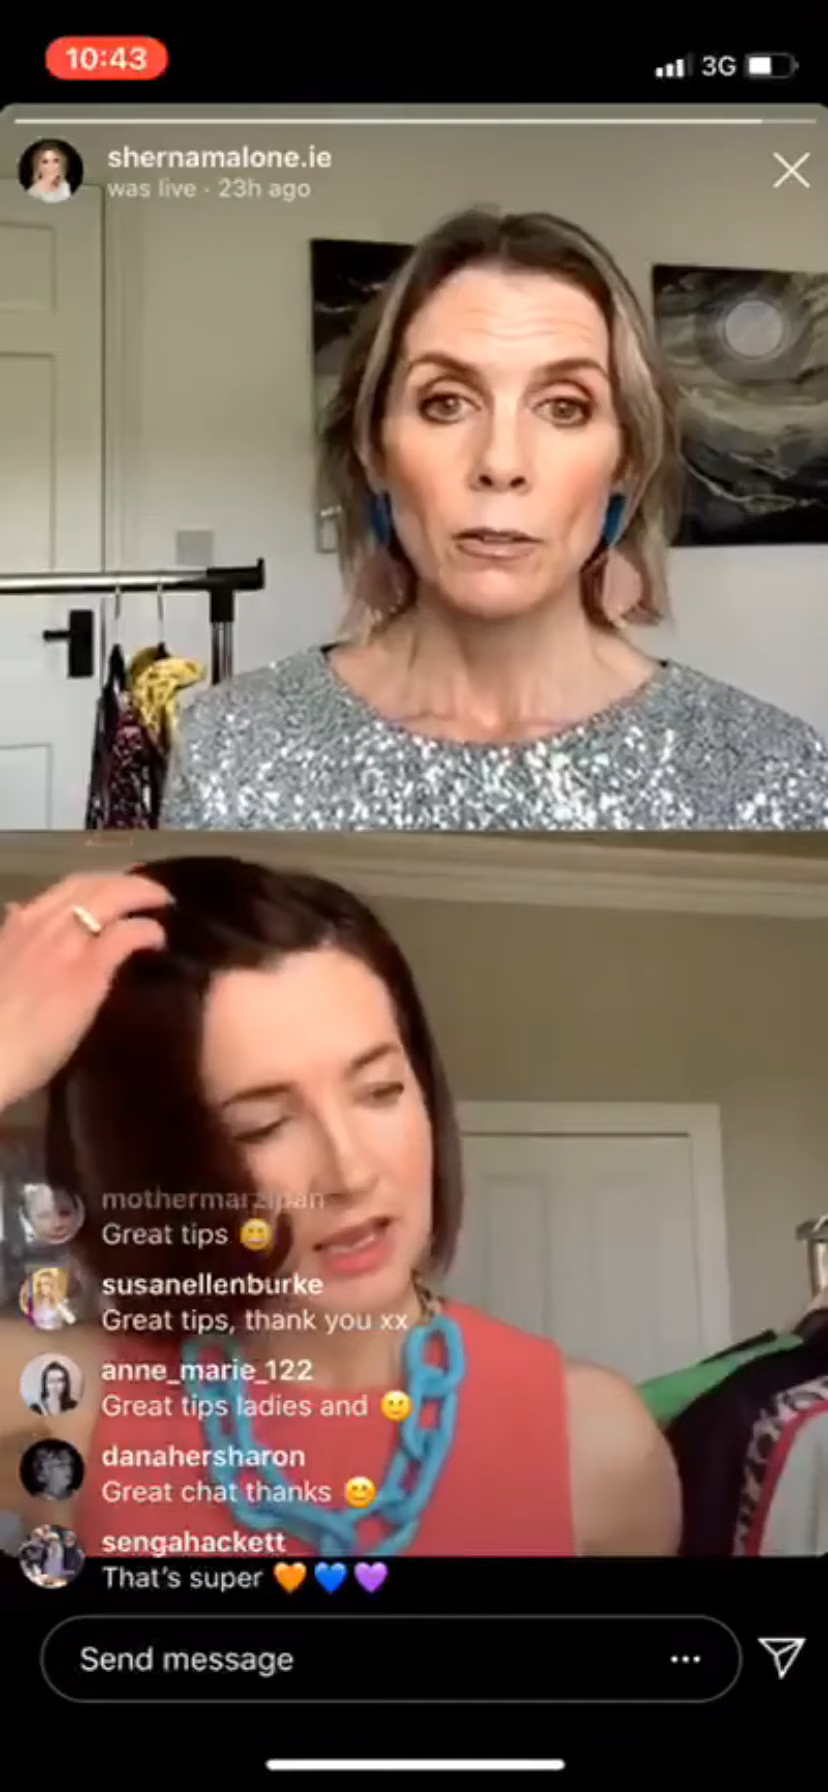 10:43
3G
shernamalone.ie
was live · 23h ago
mothermarzipan
Great tips 😁
susanellenburke
Great tips, thank you xx
anne_marie_122
Great tips ladies and 🙂
danahersharon
Great chat thanks 😊
sengahackett
That's super 🧡💙💜
Send message